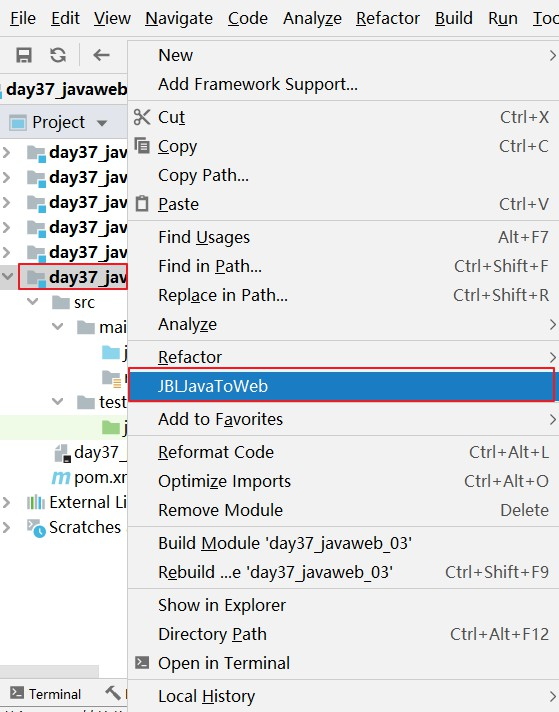 File Edit View Navigate Code Analyze Refactor Build Run
day37_javaweb
Project
day37_jav
day37_jav
day37_jav
day37_jav
day37_jav
day37_jav
src
mai
j
test
j
day37_
pom.xm
External Li
Scratches
New
Add Framework Support...
Cut Ctrl+X
Copy Ctrl+C
Copy Path...
Paste Ctrl+V
Find Usages Alt+F7
Find in Path... Ctrl+Shift+F
Replace in Path... Ctrl+Shift+R
Analyze
Refactor
JBLJavaToWeb
Add to Favorites
Reformat Code Ctrl+Alt+L
Optimize Imports Ctrl+Alt+O
Remove Module Delete
Build Module 'day37_javaweb_03'
Rebuild ...e 'day37_javaweb_03' Ctrl+Shift+F9
Show in Explorer
Directory Path Ctrl+Alt+F12
Open in Terminal
Local History
Terminal